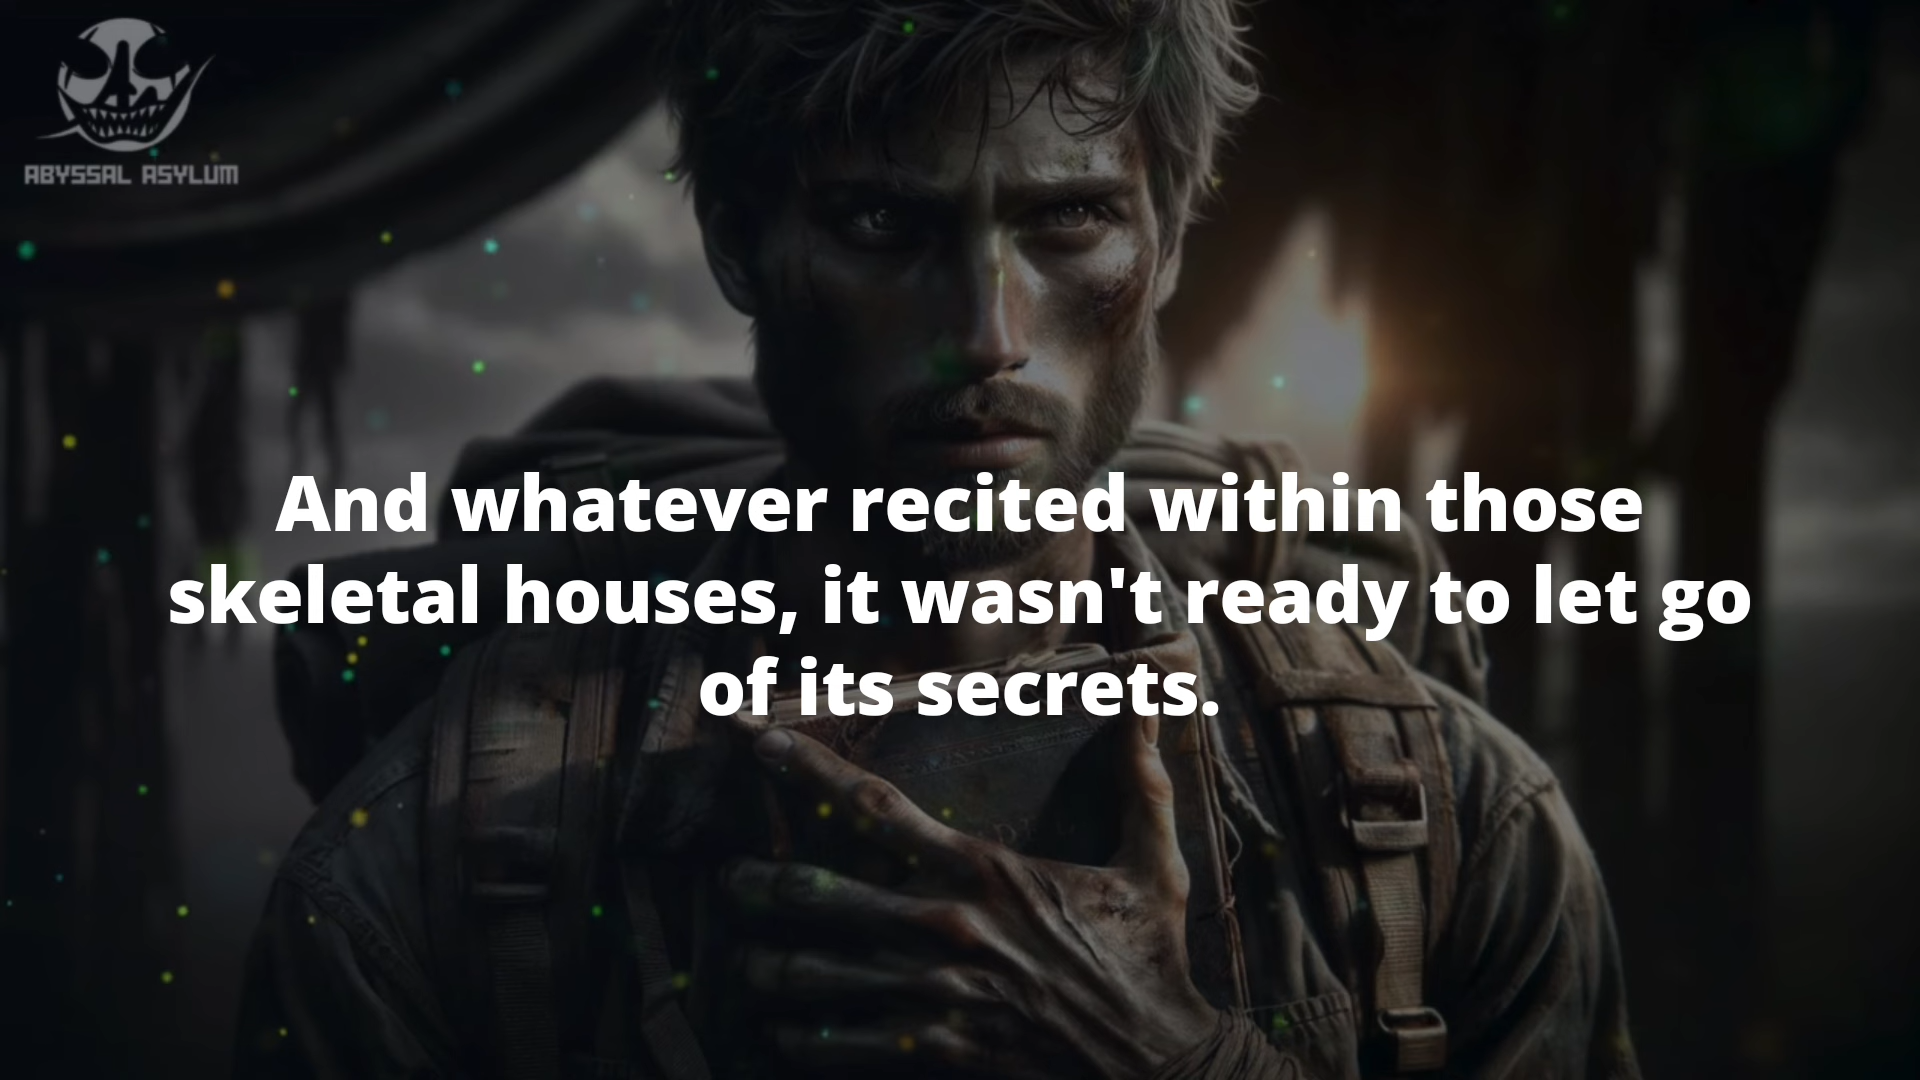 ABYSSAL ASYLUM
And whatever recited within those
skeletal houses, it wasn't ready to let go
of its secrets.